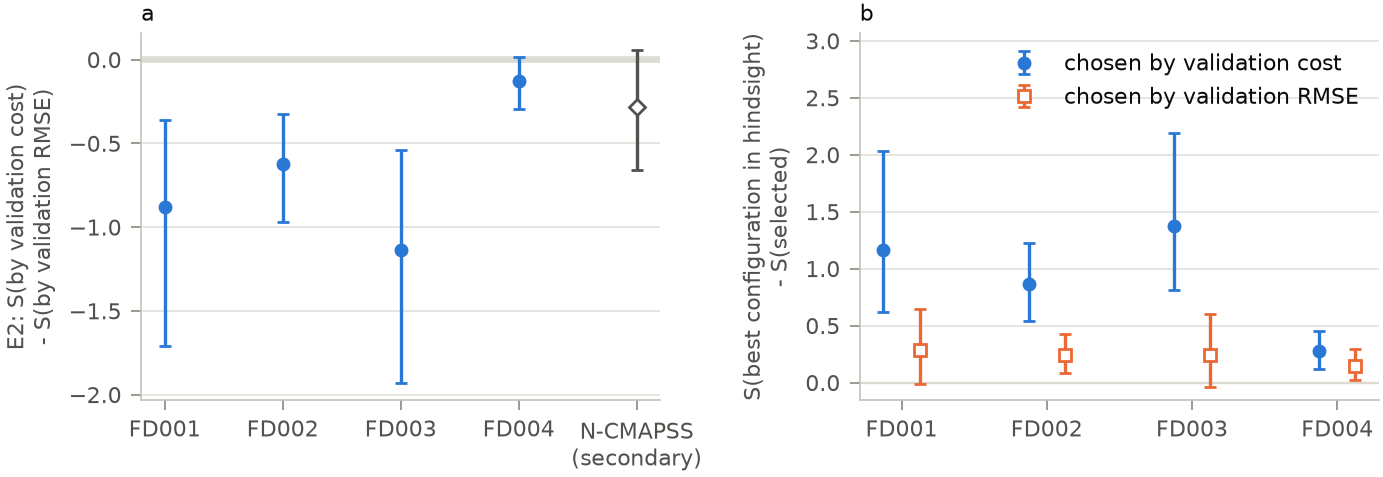 a
E2: S(by validation cost)
- S(by validation RMSE)
0.0
−0.5
−1.0
−1.5
−2.0
FD001
FD002
FD003
FD004
N-CMAPSS
(secondary)
b
S(best configuration in hindsight)
- S(selected)
3.0
2.5
2.0
1.5
1.0
0.5
0.0
chosen by validation cost
chosen by validation RMSE
FD001
FD002
FD003
FD004